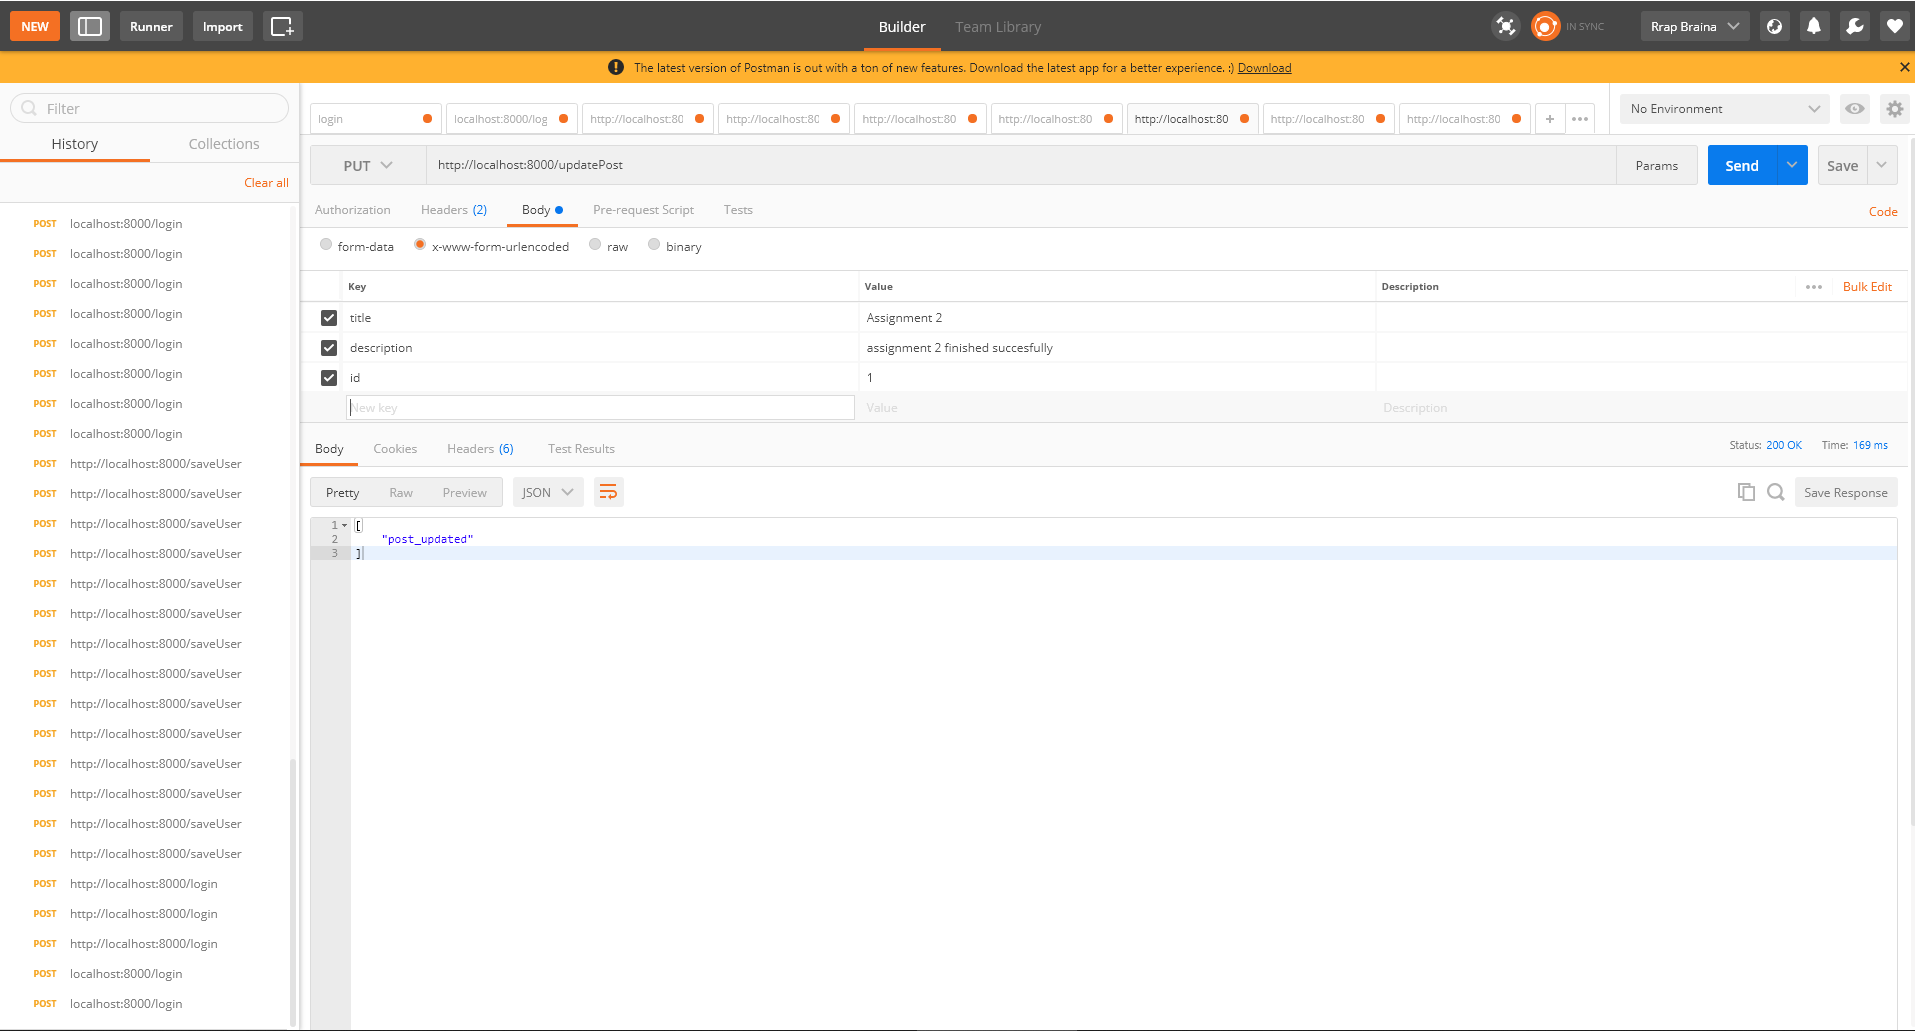 NEW Runner Import Builder Team Library IN SYNC Rrap Braina
The latest version of Postman is out with a ton of new features. Download the latest app for a better experience. :) Download
Filter
History Collections
Clear all
POST localhost:8000/login
POST localhost:8000/login
POST localhost:8000/login
POST localhost:8000/login
POST localhost:8000/login
POST localhost:8000/login
POST localhost:8000/login
POST localhost:8000/login
POST http://localhost:8000/saveUser
POST http://localhost:8000/saveUser
POST http://localhost:8000/saveUser
POST http://localhost:8000/saveUser
POST http://localhost:8000/saveUser
POST http://localhost:8000/saveUser
POST http://localhost:8000/saveUser
POST http://localhost:8000/saveUser
POST http://localhost:8000/saveUser
POST http://localhost:8000/saveUser
POST http://localhost:8000/saveUser
POST http://localhost:8000/saveUser
POST http://localhost:8000/saveUser
POST http://localhost:8000/saveUser
POST http://localhost:8000/login
POST http://localhost:8000/login
POST http://localhost:8000/login
POST localhost:8000/login
POST localhost:8000/login
login localhost:8000/log http://localhost:80 http://localhost:80 http://localhost:80 http://localhost:80 http://localhost:80 http://localhost:80 http://localhost:80 + ••• No Environment
PUT http://localhost:8000/updatePost Params Send Save
Authorization Headers (2) Body Pre-request Script Tests Code
form-data x-www-form-urlencoded raw binary
Key Value Description ••• Bulk Edit
title Assignment 2
description assignment 2 finished succesfully
id 1
New key Value Description
Body Cookies Headers (6) Test Results Status: 200 OK Time: 169 ms
Pretty Raw Preview JSON Save Response
1 [
2 "post_updated"
3 ]